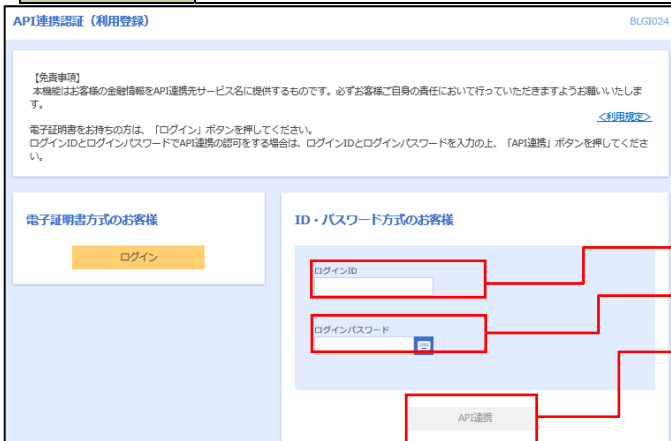 API連携認証（利用登録）
BLGI024
【免責事項】
本機能はお客様の金融情報をAPI連携先サービス名に提供するものです。必ずお客様ご自身の責任において行っていただきますようお願いいたしま
す。
<利用規定>
電子証明書をお持ちの方は、「ログイン」ボタンを押してください。
ログインIDとログインパスワードでAPI連携の認可をする場合は、ログインIDとログインパスワードを入力の上、「API連携」ボタンを押してくださ
い。
電子証明書方式のお客様
ID・パスワード方式のお客様
ログイン
ログインID
ログインパスワード
API連携